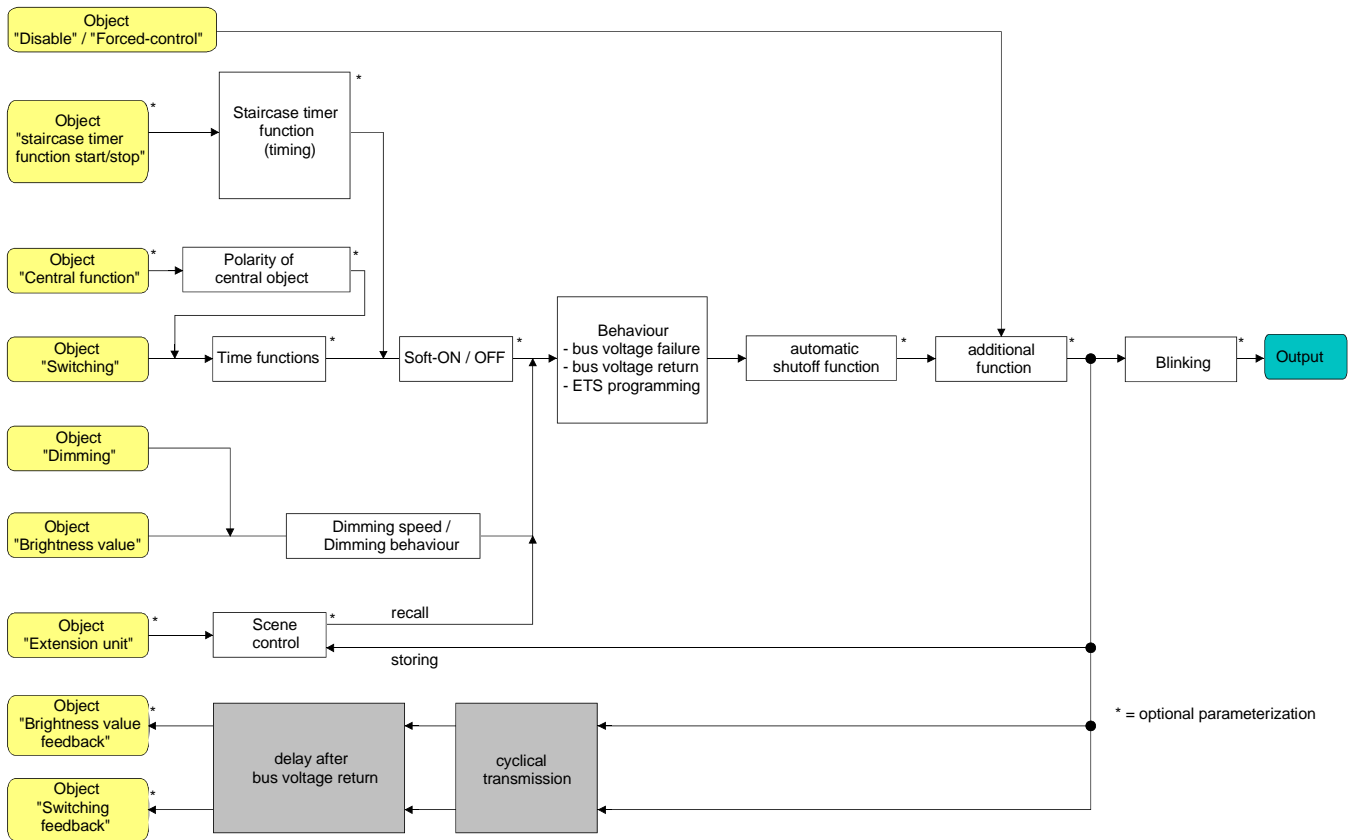 Object
"Disable" / "Forced-control"
*
Object
"staircase timer
function start/stop"
*
Staircase timer
function
(timing)
*
Object
"Central function"
*
Polarity of
central object
*
Object
"Switching"
Time functions
*
Soft-ON / OFF
*
Behaviour
- bus voltage failure
- bus voltage return
- ETS programming
automatic
shutoff function
*
additional
function
*
Blinking
*
Output
Object
"Dimming"
Object
"Brightness value"
Dimming speed /
Dimming behaviour
Object
"Extension unit"
*
Scene
control
*
recall
storing
Object
"Brightness value
feedback"
*
Object
"Switching
feedback"
*
delay after
bus voltage return
cyclical
transmission
* = optional parameterization